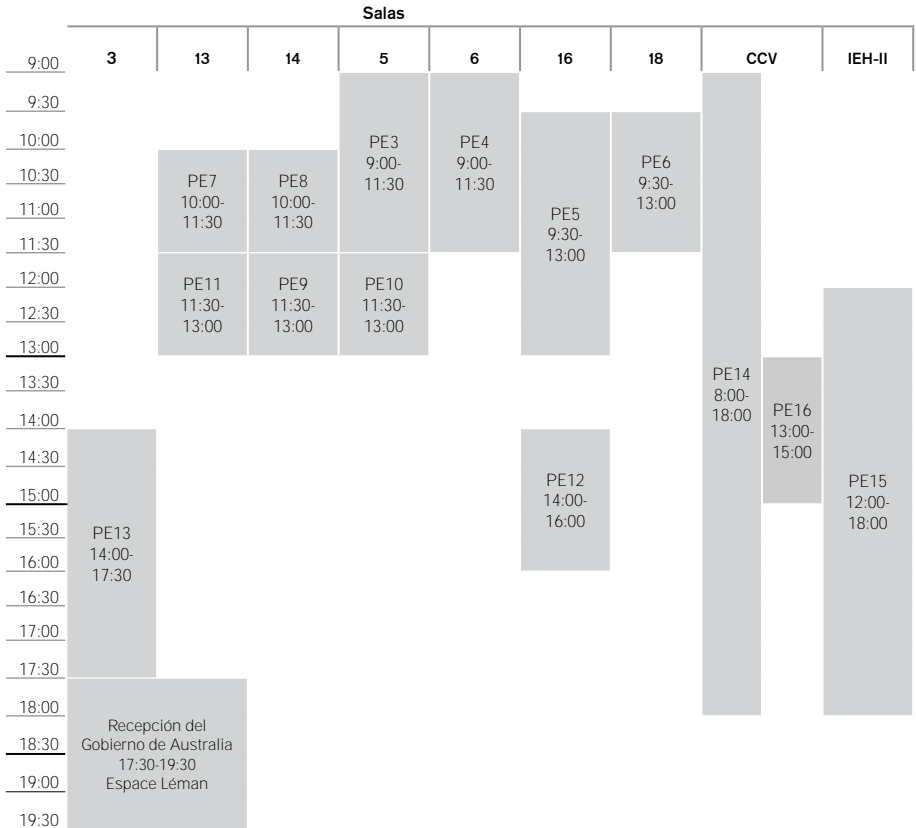 Salas
3 13 14 5 6 16 18 CCV IEH-II
9:00
9:30
10:00
10:30
11:00
11:30
12:00
12:30
13:00
13:30
14:00
14:30
15:00
15:30
16:00
16:30
17:00
17:30
18:00
18:30
19:00
19:30
PE3
9:00-
11:30
PE4
9:00-
11:30
PE5
9:30-
13:00
PE6
9:30-
13:00
PE7
10:00-
11:30
PE8
10:00-
11:30
PE11
11:30-
13:00
PE9
11:30-
13:00
PE10
11:30-
13:00
PE14
8:00-
18:00
PE16
13:00-
15:00
PE15
12:00-
18:00
PE12
14:00-
16:00
PE13
14:00-
17:30
Recepción del
Gobierno de Australia
17:30-19:30
Espace Léman